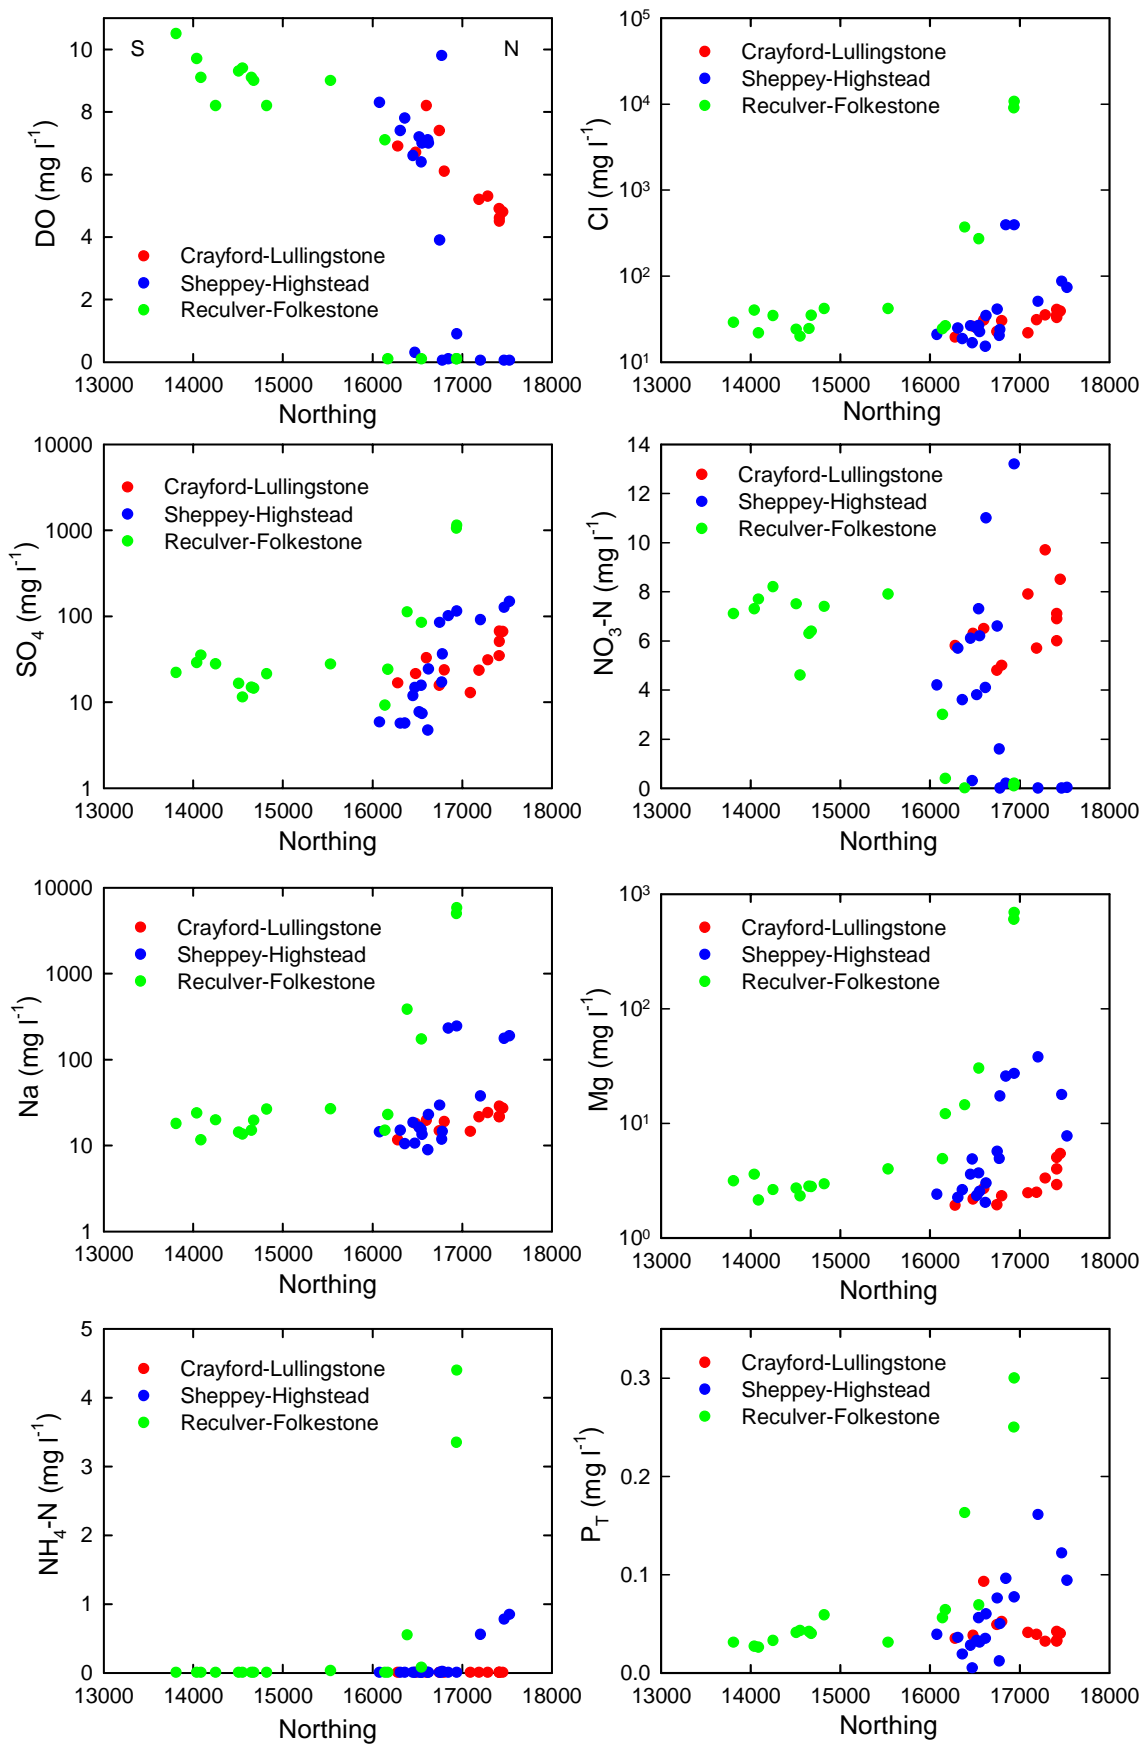 S N
DO (mg l⁻¹)
10
8
6
4
2
0
Crayford-Lullingstone
Sheppey-Highstead
Reculver-Folkestone
13000 14000 15000 16000 17000 18000
Northing
Cl (mg l⁻¹)
10⁵
10⁴
10³
10²
10¹
Crayford-Lullingstone
Sheppey-Highstead
Reculver-Folkestone
13000 14000 15000 16000 17000 18000
Northing
SO₄ (mg l⁻¹)
10000
1000
100
10
1
Crayford-Lullingstone
Sheppey-Highstead
Reculver-Folkestone
13000 14000 15000 16000 17000 18000
Northing
NO₃-N (mg l⁻¹)
14
12
10
8
6
4
2
0
Crayford-Lullingstone
Sheppey-Highstead
Reculver-Folkestone
13000 14000 15000 16000 17000 18000
Northing
Na (mg l⁻¹)
10000
1000
100
10
1
Crayford-Lullingstone
Sheppey-Highstead
Reculver-Folkestone
13000 14000 15000 16000 17000 18000
Northing
Mg (mg l⁻¹)
10³
10²
10¹
10⁰
Crayford-Lullingstone
Sheppey-Highstead
Reculver-Folkestone
13000 14000 15000 16000 17000 18000
Northing
NH₄-N (mg l⁻¹)
5
4
3
2
1
0
Crayford-Lullingstone
Sheppey-Highstead
Reculver-Folkestone
13000 14000 15000 16000 17000 18000
Northing
P_T (mg l⁻¹)
0.3
0.2
0.1
0.0
Crayford-Lullingstone
Sheppey-Highstead
Reculver-Folkestone
13000 14000 15000 16000 17000 18000
Northing